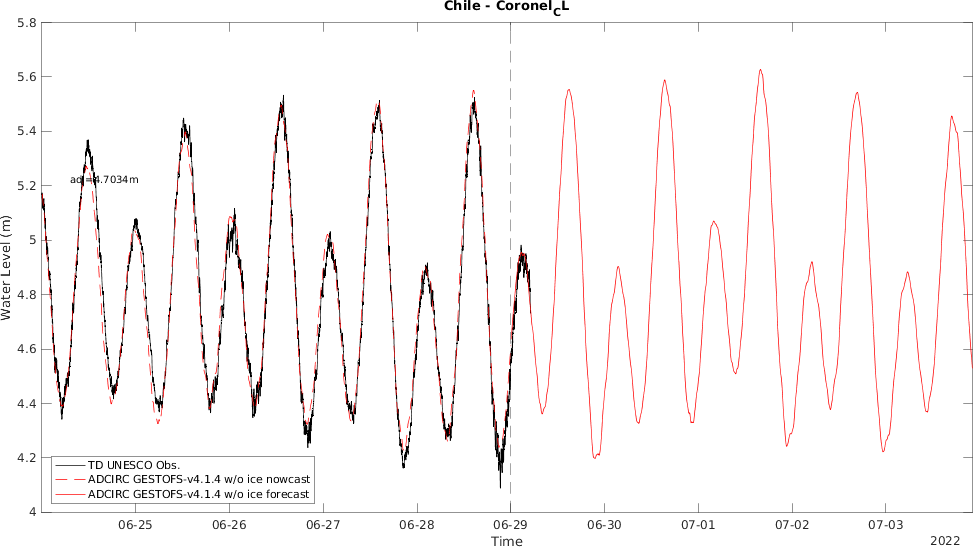 Chile - Coronel_CL
5.8
5.6
5.4
5.2
5
4.8
4.6
4.4
4.2
4
Water Level (m)
adj=4.7034m
TD UNESCO Obs.
ADCIRC GESTOFS-v4.1.4 w/o ice nowcast
ADCIRC GESTOFS-v4.1.4 w/o ice forecast
06-25 06-26 06-27 06-28 06-29 06-30 07-01 07-02 07-03
Time
2022